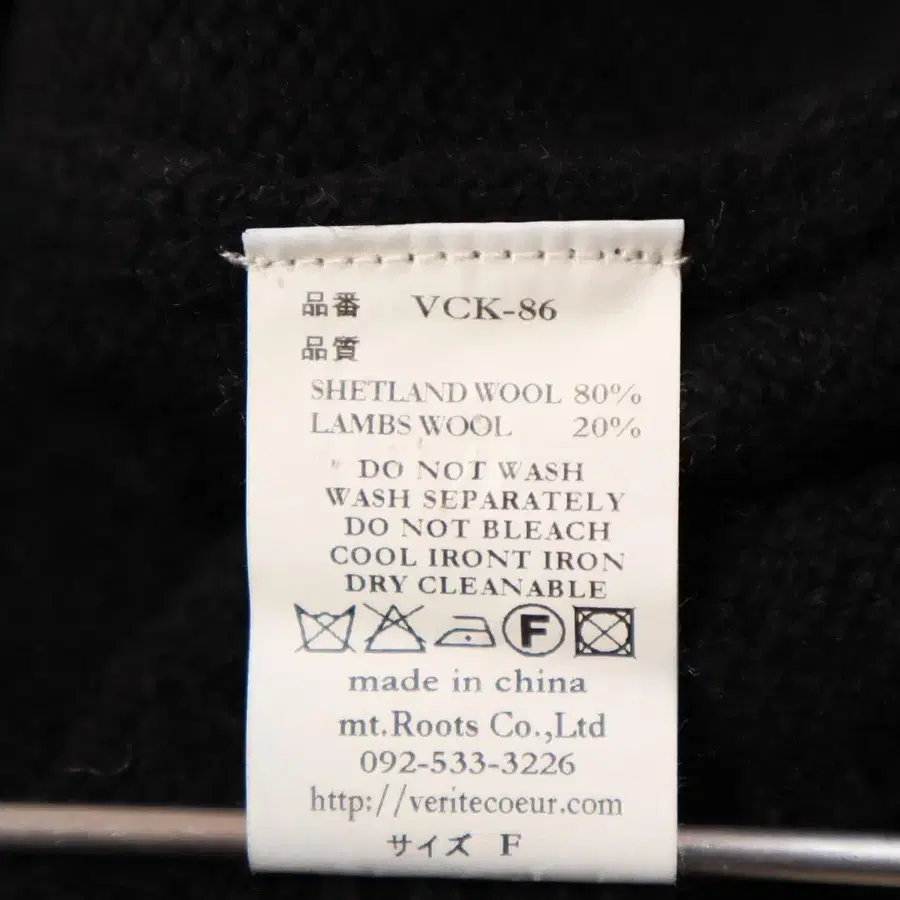 品番 VCK-86
品質
SHETLAND WOOL 80%
LAMBS WOOL 20%
DO NOT WASH
WASH SEPARATELY
DO NOT BLEACH
COOL IRONT IRON
DRY CLEANABLE
F
made in china
mt.Roots Co.,Ltd
092-533-3226
http://veritecoeur.com
サイズ F